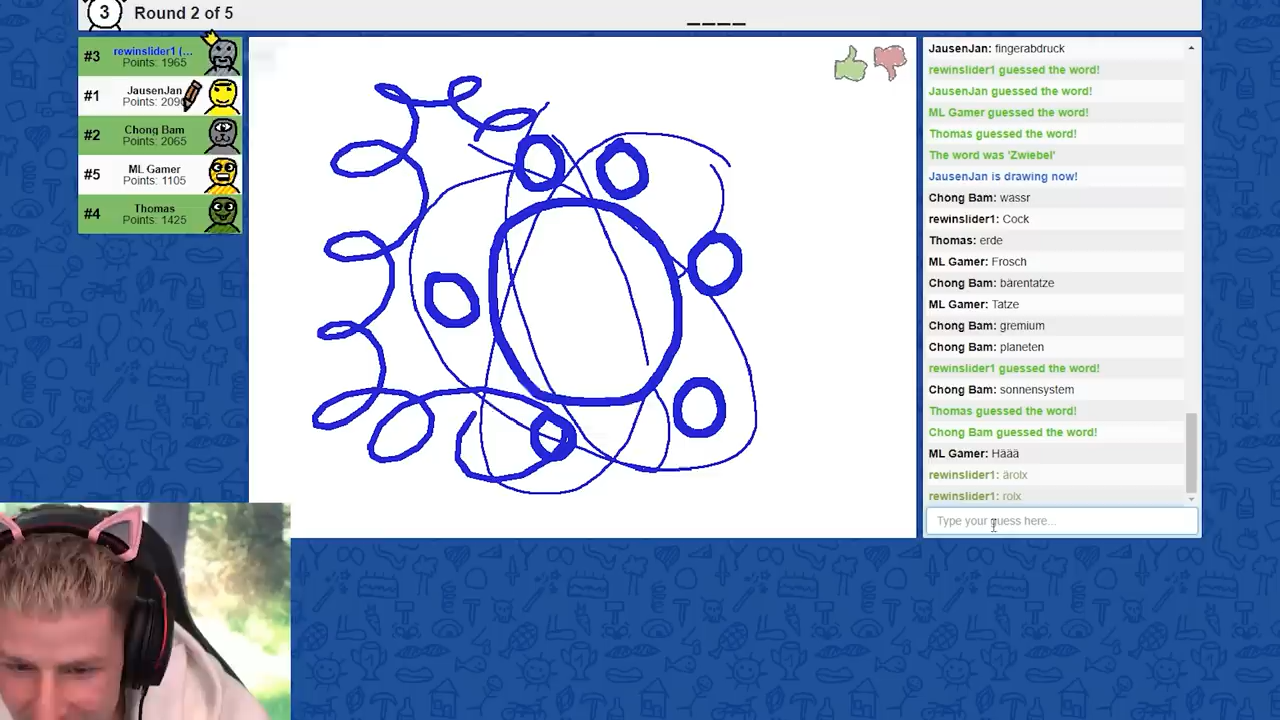 3
Round 2 of 5
_ _ _ _
#3
rewinslider1 (...
Points: 1965
#1
JausenJan
Points: 2090
#2
Chong Bam
Points: 2065
#5
ML Gamer
Points: 1105
#4
Thomas
Points: 1425
JausenJan: fingerabdruck
rewinslider1 guessed the word!
JausenJan guessed the word!
ML Gamer guessed the word!
Thomas guessed the word!
The word was 'Zwiebel'
JausenJan is drawing now!
Chong Bam: wassr
rewinslider1: Cock
Thomas: erde
ML Gamer: Frosch
Chong Bam: bärentatze
ML Gamer: Tatze
Chong Bam: gremium
Chong Bam: planeten
rewinslider1 guessed the word!
Chong Bam: sonnensystem
Thomas guessed the word!
Chong Bam guessed the word!
ML Gamer: Häää
rewinslider1: ärolx
rewinslider1: rolx
Type your guess here...